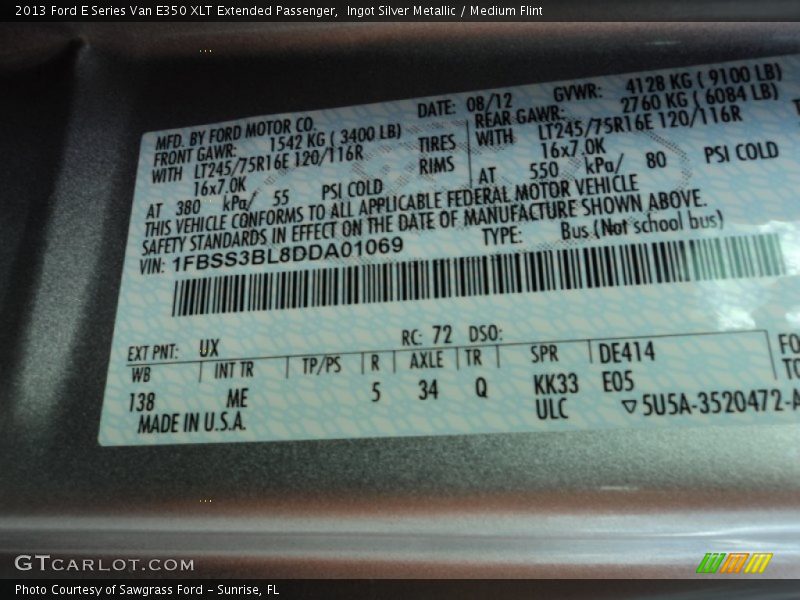 2013 Ford E Series Van E350 XLT Extended Passenger,  Ingot Silver Metallic / Medium Flint
MFD. BY FORD MOTOR CO. DATE: 08/12 GVWR: 4128 KG ( 9100 LB)
FRONT GAWR: 1542 KG ( 3400 LB) REAR GAWR: 2760 KG ( 6084 LB)
WITH LT245/75R16E 120/116R TIRES WITH LT245/75R16E 120/116R
16x7.0K RIMS 16x7.0K
AT 380 kPa/ 55 PSI COLD AT 550 kPa/ 80 PSI COLD
THIS VEHICLE CONFORMS TO ALL APPLICABLE FEDERAL MOTOR VEHICLE
SAFETY STANDARDS IN EFFECT ON THE DATE OF MANUFACTURE SHOWN ABOVE.
VIN: 1FBSS3BL8DDA01069 TYPE: Bus (Not school bus)
EXT PNT: UX RC: 72 DSO:
WB INT TR TP/PS R AXLE TR SPR DE414
138 ME 5 34 Q KK33 E05
MADE IN U.S.A. ULC ▽5U5A-3520472-A
GTCARLOT.COM
Photo Courtesy of Sawgrass Ford - Sunrise, FL